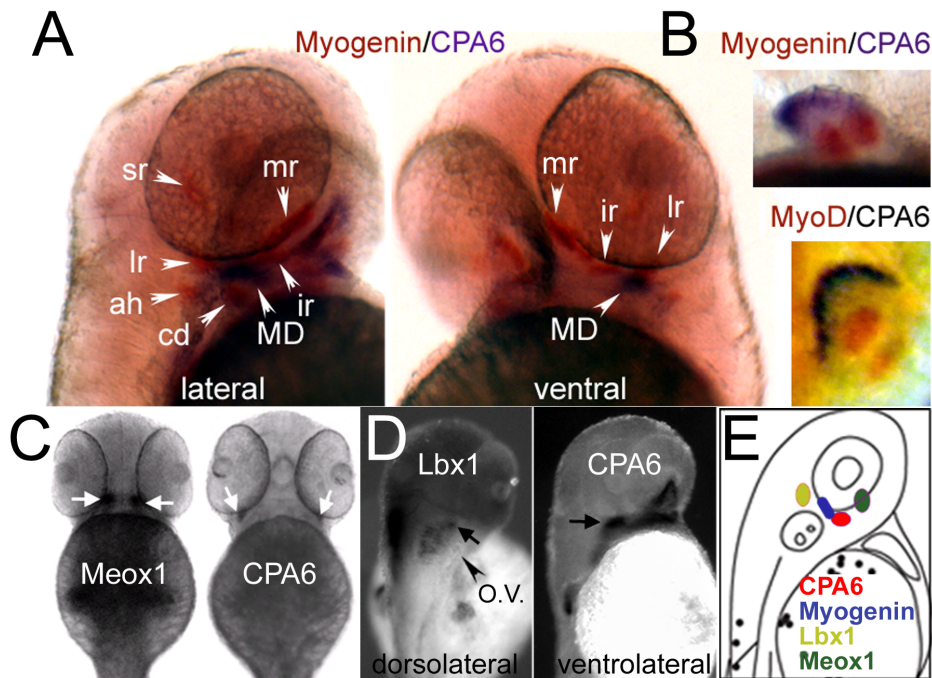 A
Myogenin/CPA6
sr
mr
lr
ah
cd
MD
ir
lateral
mr
ir
lr
MD
ventral
B
Myogenin/CPA6
MyoD/CPA6
C
Meox1
CPA6
D
Lbx1
O.V.
dorsolateral
CPA6
ventrolateral
E
CPA6
Myogenin
Lbx1
Meox1